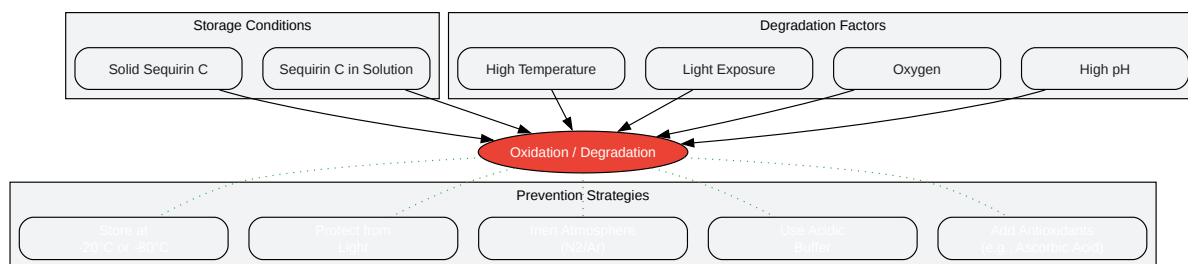 Storage Conditions
Degradation Factors
Solid Sequirin C
Sequirin C in Solution
High Temperature
Light Exposure
Oxygen
High pH
Oxidation / Degradation
Prevention Strategies
Store at
-20°C or -80°C
Protect from
Light
Inert Atmosphere
(N2/Ar)
Use Acidic
Buffer
Add Antioxidants
(e.g., Ascorbic Acid)